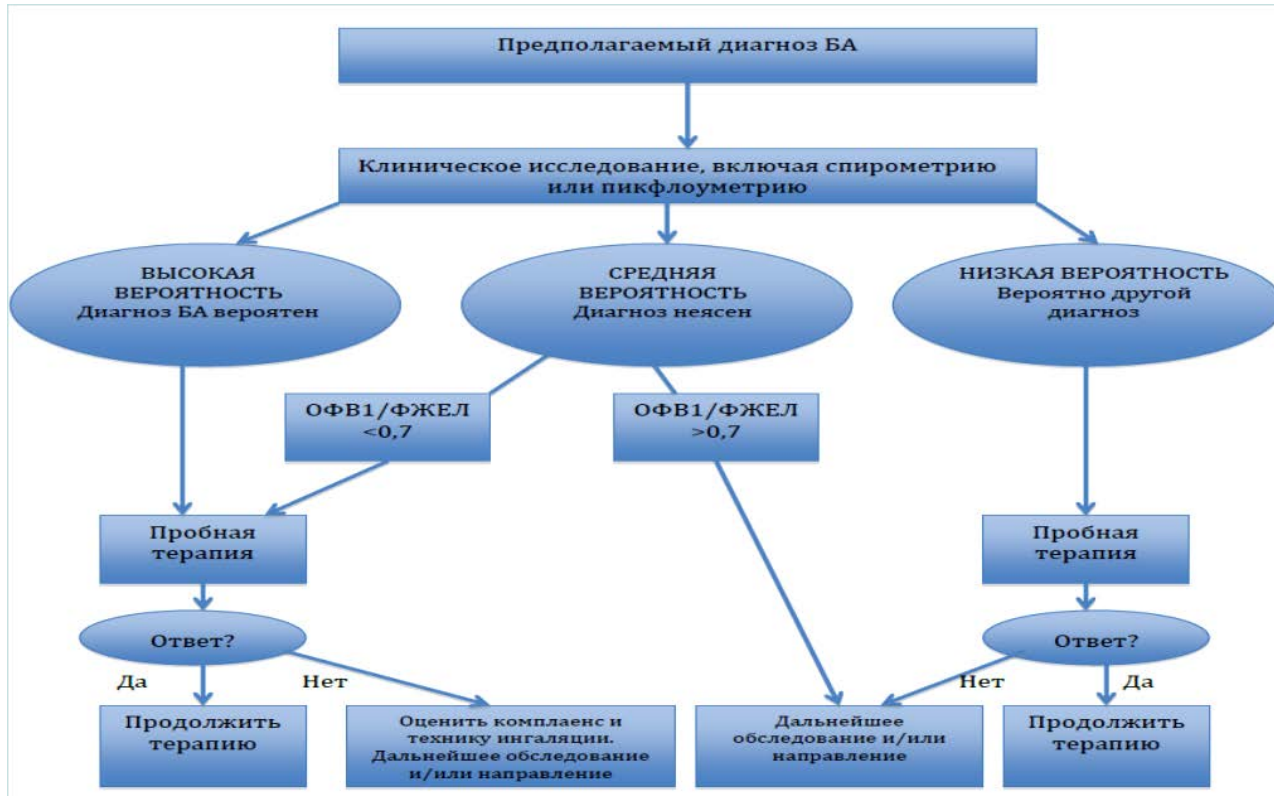 Предполагаемый диагноз БА
Клиническое исследование, включая спирометрию
или пикфлоуметрию
ВЫСОКАЯ
ВЕРОЯТНОСТЬ
Диагноз БА вероятен
СРЕДНЯЯ
ВЕРОЯТНОСТЬ
Диагноз неясен
НИЗКАЯ ВЕРОЯТНОСТЬ
Вероятно другой
диагноз
ОФВ1/ФЖЕЛ
<0,7
ОФВ1/ФЖЕЛ
>0,7
Пробная
терапия
Пробная
терапия
Ответ?
Ответ?
Да
Нет
Нет
Да
Продолжить
терапию
Оценить комплаенс и
технику ингаляции.
Дальнейшее обследование
и/или направление
Дальнейшее
обследование и/или
направление
Продолжить
терапию